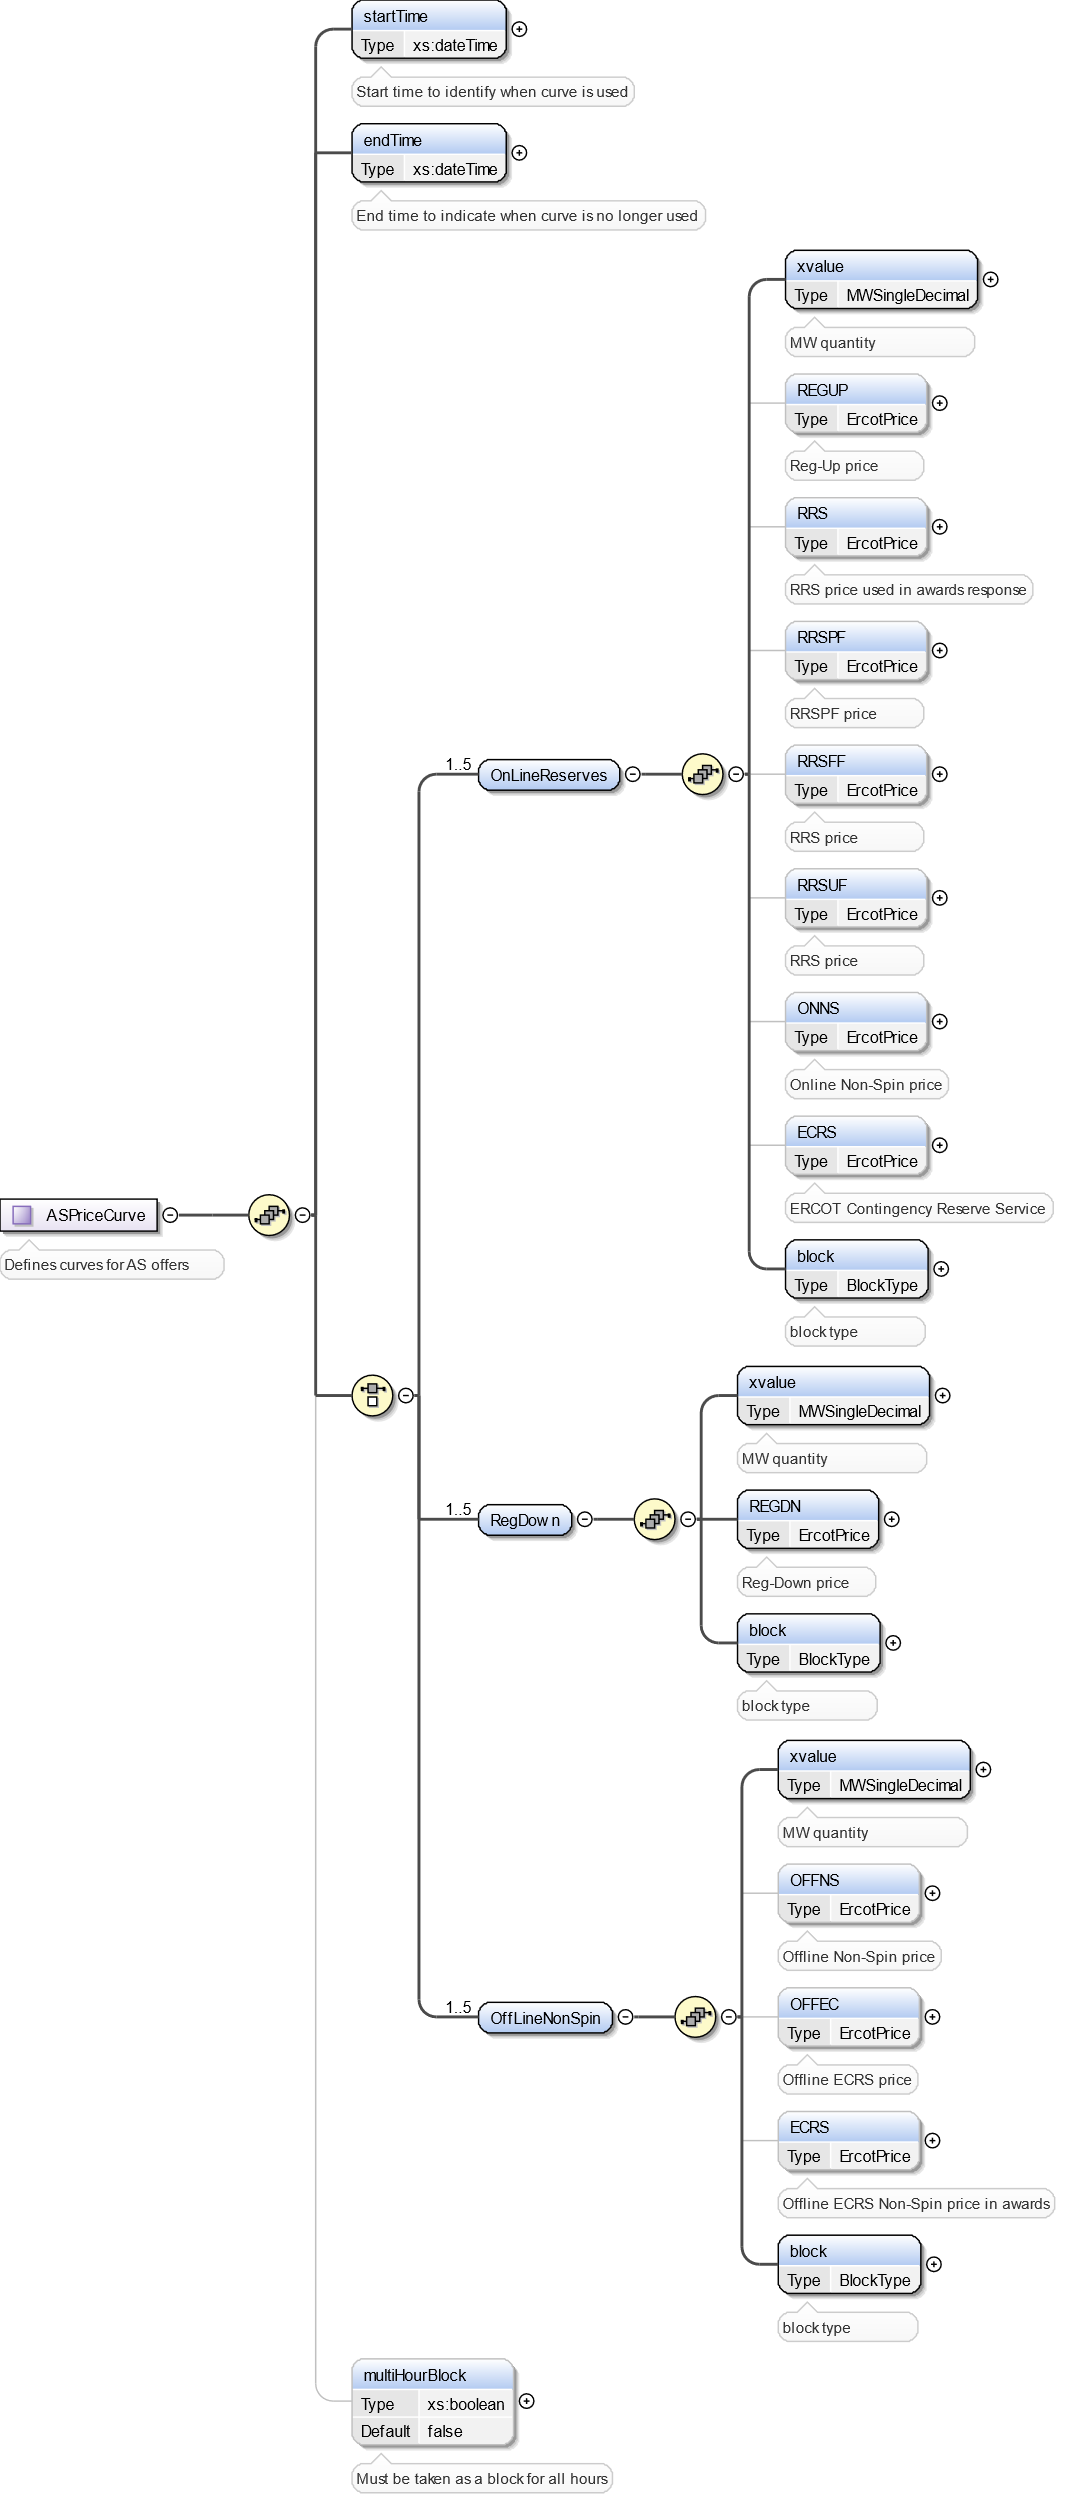 startTime
Type xs:dateTime
Start time to identify when curve is used
endTime
Type xs:dateTime
End time to indicate when curve is no longer used
xvalue
Type MWSingleDecimal
MW quantity
REGUP
Type ErcotPrice
Reg-Up price
RRS
Type ErcotPrice
RRS price used in awards response
RRSPF
Type ErcotPrice
RRSPF price
1..5
OnLineReserves
RRSFF
Type ErcotPrice
RRS price
RRSUF
Type ErcotPrice
RRS price
ONNS
Type ErcotPrice
Online Non-Spin price
ECRS
Type ErcotPrice
ERCOT Contingency Reserve Service
ASPriceCurve
Defines curves for AS offers
block
Type BlockType
block type
xvalue
Type MWSingleDecimal
MW quantity
1..5
RegDown
REGDN
Type ErcotPrice
Reg-Down price
block
Type BlockType
block type
xvalue
Type MWSingleDecimal
MW quantity
OFFNS
Type ErcotPrice
Offline Non-Spin price
1..5
OffLineNonSpin
OFFEC
Type ErcotPrice
Offline ECRS price
ECRS
Type ErcotPrice
Offline ECRS Non-Spin price in awards
block
Type BlockType
block type
multiHourBlock
Type xs:boolean
Default false
Must be taken as a block for all hours